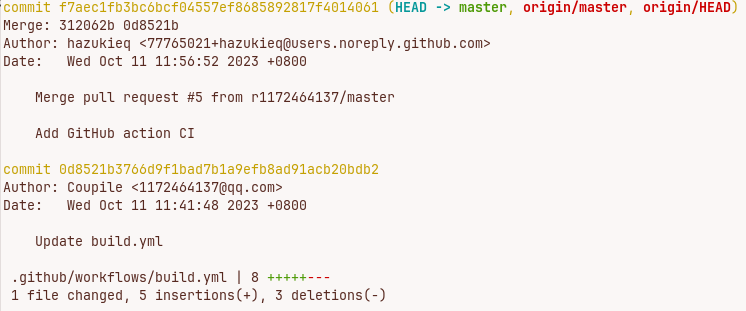 commit f7aec1fb3bc6bcf04557ef8685892817f4014061 (HEAD -> master, origin/master, origin/HEAD)
Merge: 312062b 0d8521b
Author: hazukieq <77765021+hazukieq@users.noreply.github.com>
Date:   Wed Oct 11 11:56:52 2023 +0800
    Merge pull request #5 from r1172464137/master
    Add GitHub action CI
commit 0d8521b3766d9f1bad7b1a9efb8ad91acb20bdb2
Author: Coupile <1172464137@qq.com>
Date:   Wed Oct 11 11:41:48 2023 +0800
    Update build.yml
 .github/workflows/build.yml | 8 +++++---
 1 file changed, 5 insertions(+), 3 deletions(-)